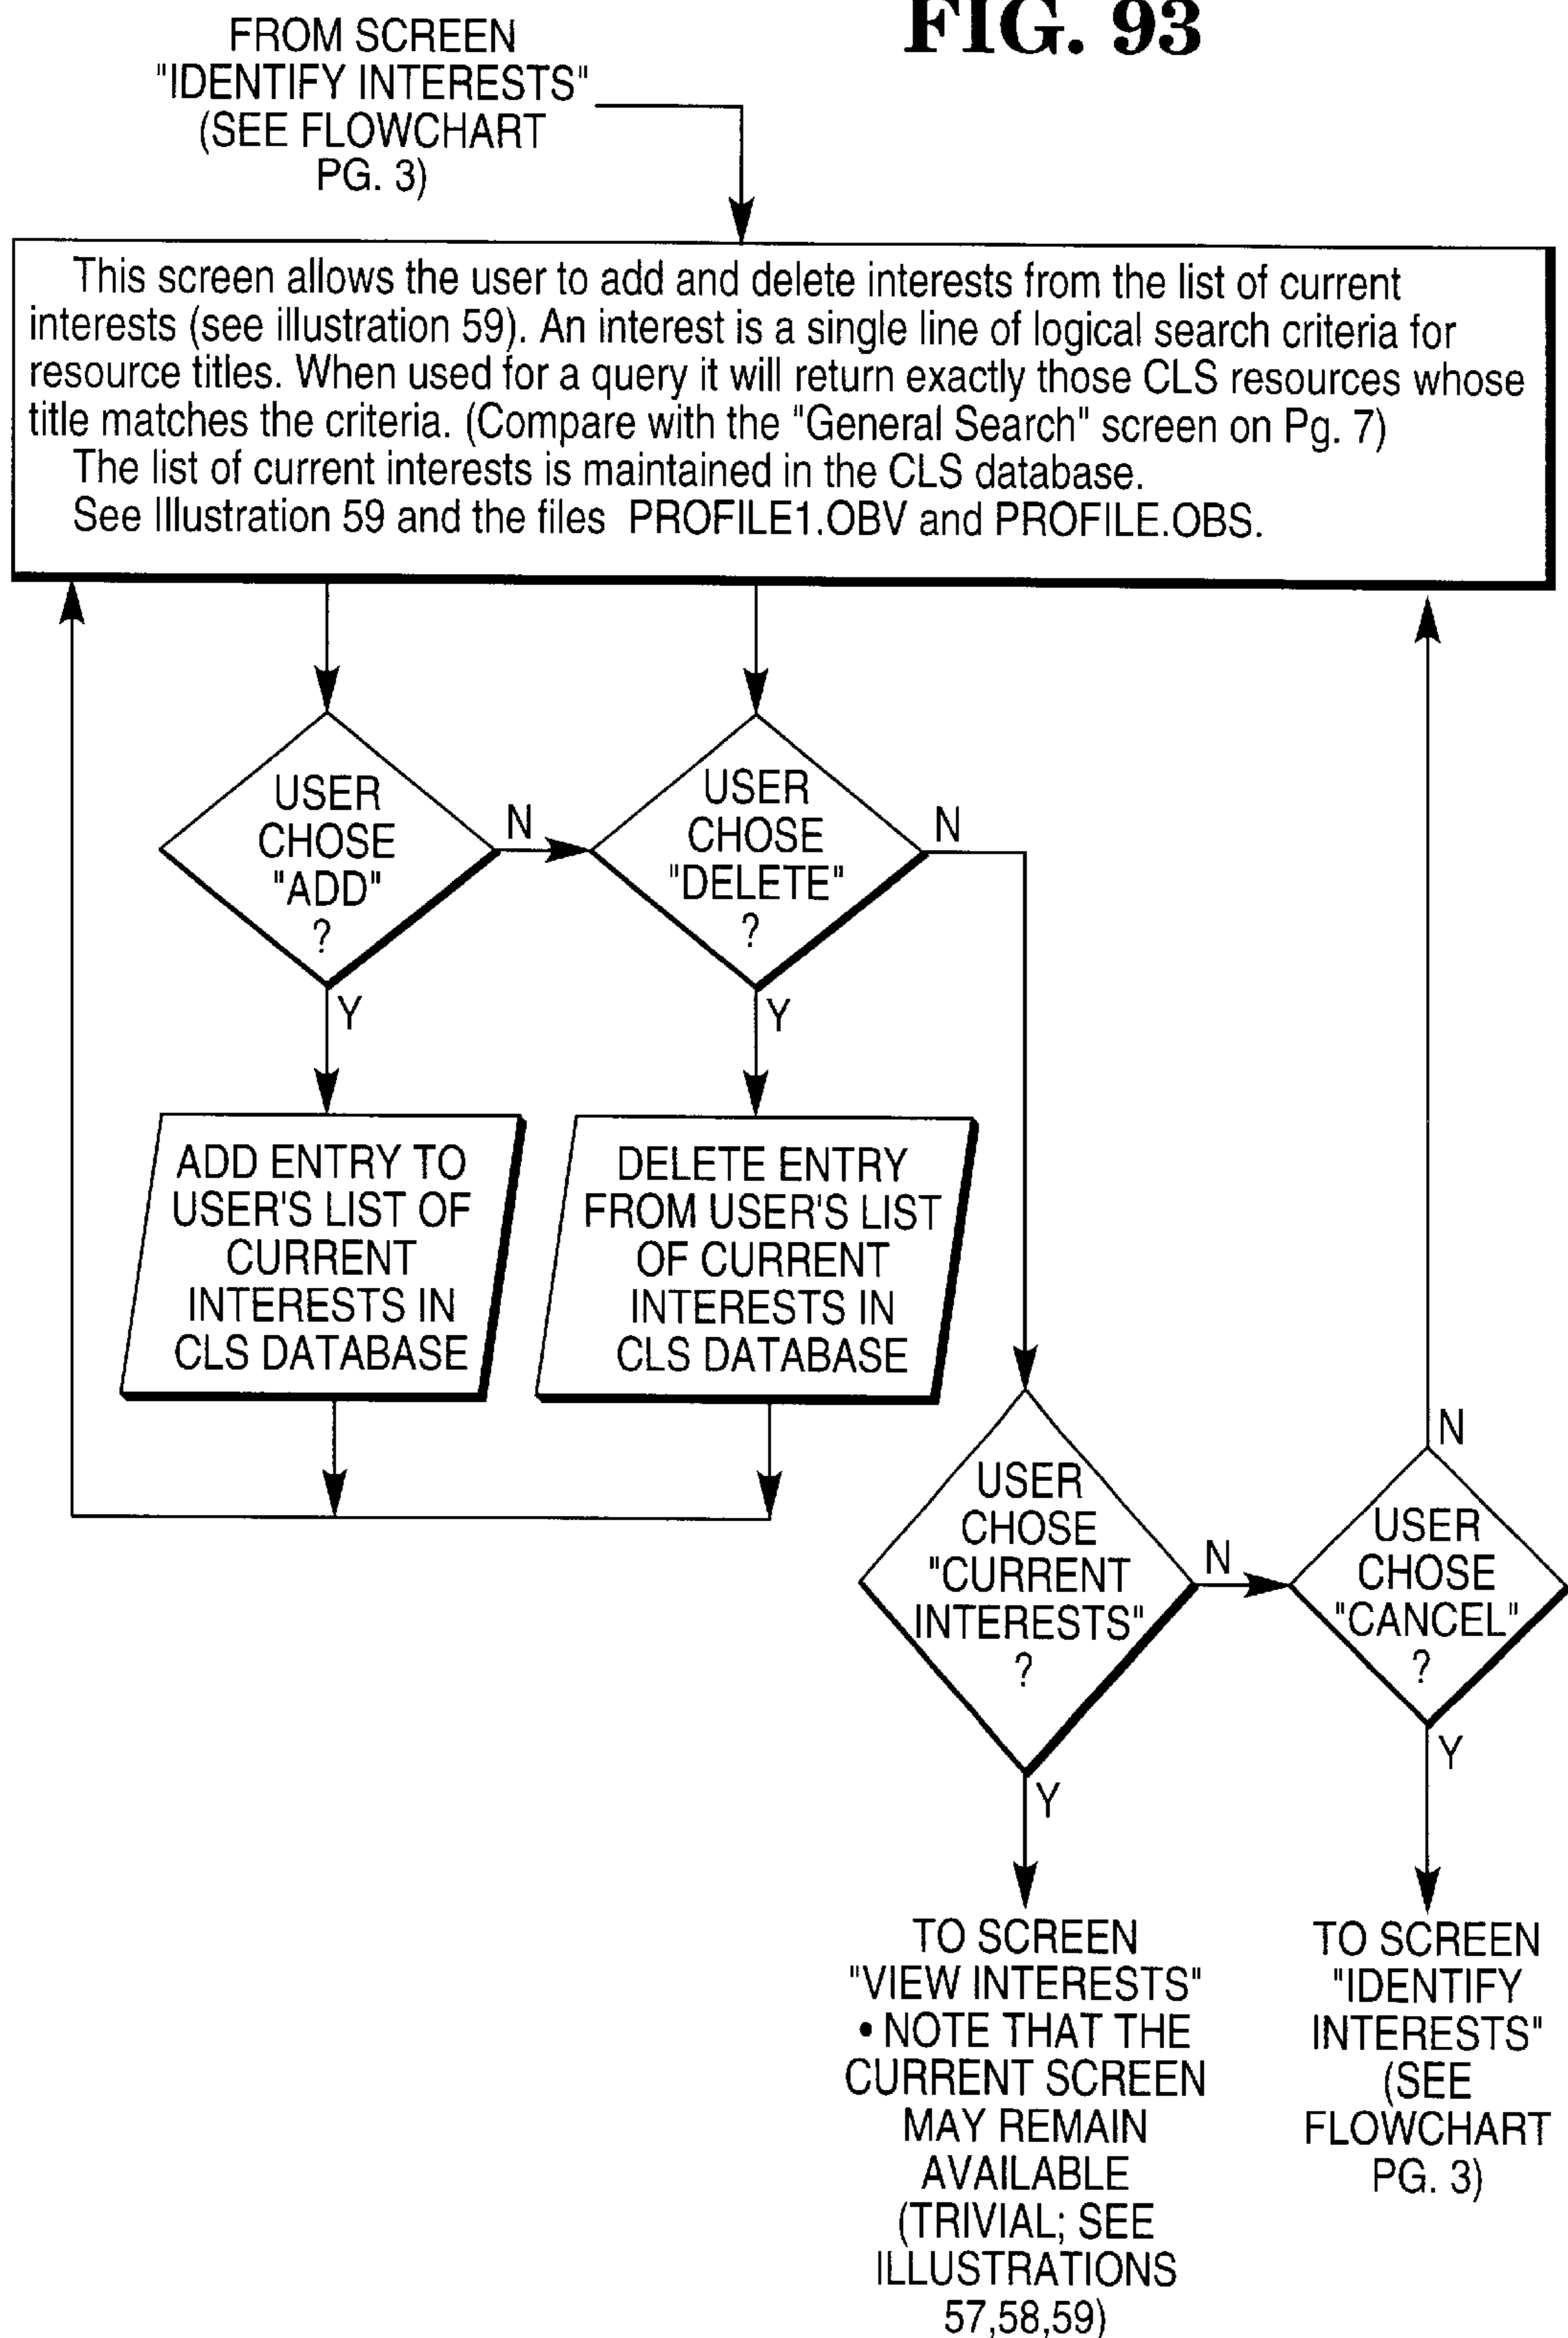 FIG. 93
FROM SCREEN
"IDENTIFY INTERESTS"
(SEE FLOWCHART
PG. 3)
This screen allows the user to add and delete interests from the list of current
interests (see illustration 59). An interest is a single line of logical search criteria for
resource titles. When used for a query it will return exactly those CLS resources whose
title matches the criteria. (Compare with the "General Search" screen on Pg. 7)
The list of current interests is maintained in the CLS database.
See Illustration 59 and the files PROFILE1.OBV and PROFILE.OBS.
USER
CHOSE
"ADD"
?
N
Y
USER
CHOSE
"DELETE"
?
N
Y
ADD ENTRY TO
USER'S LIST OF
CURRENT
INTERESTS IN
CLS DATABASE
DELETE ENTRY
FROM USER'S LIST
OF CURRENT
INTERESTS IN
CLS DATABASE
USER
CHOSE
"CURRENT
INTERESTS"
?
N
Y
USER
CHOSE
"CANCEL"
?
N
Y
TO SCREEN
"VIEW INTERESTS"
• NOTE THAT THE
CURRENT SCREEN
MAY REMAIN
AVAILABLE
(TRIVIAL; SEE
ILLUSTRATIONS
57,58,59)
TO SCREEN
"IDENTIFY
INTERESTS"
(SEE
FLOWCHART
PG. 3)